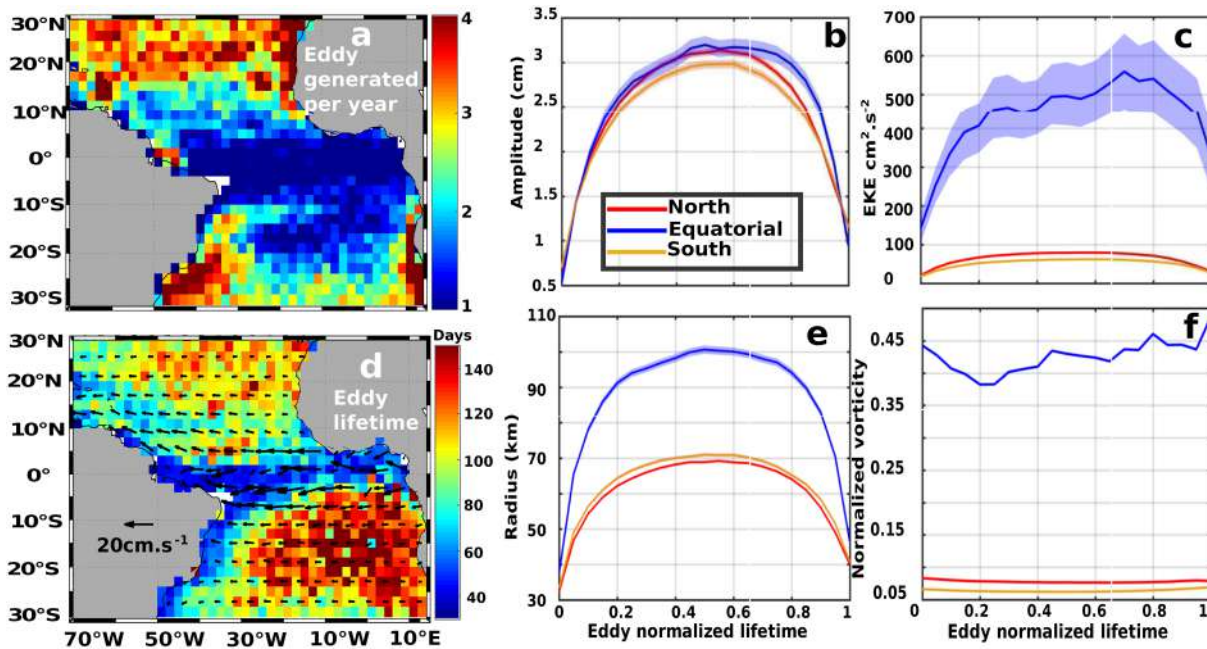 a
Eddy
generated
per year
30°N
20°N
10°N
0°
10°S
20°S
30°S
4
3
2
1
b
Amplitude (cm)
3.5
3
2.5
2
1.5
1
0.5
North
Equatorial
South
c
EKE cm².s⁻²
700
600
500
400
300
200
100
0
d
Eddy
lifetime
Days
140
120
100
80
60
40
30°N
20°N
10°N
0°
10°S
20°S
30°S
20cm.s⁻¹
70°W
50°W
30°W
10°W
10°E
e
Radius (km)
110
90
70
50
30
0 0.2 0.4 0.6 0.8 1
Eddy normalized lifetime
f
Normalized vorticity
0.45
0.45
0.25
0.15
0.05
0 0.2 0.4 0.6 0.8 1
Eddy normalized lifetime